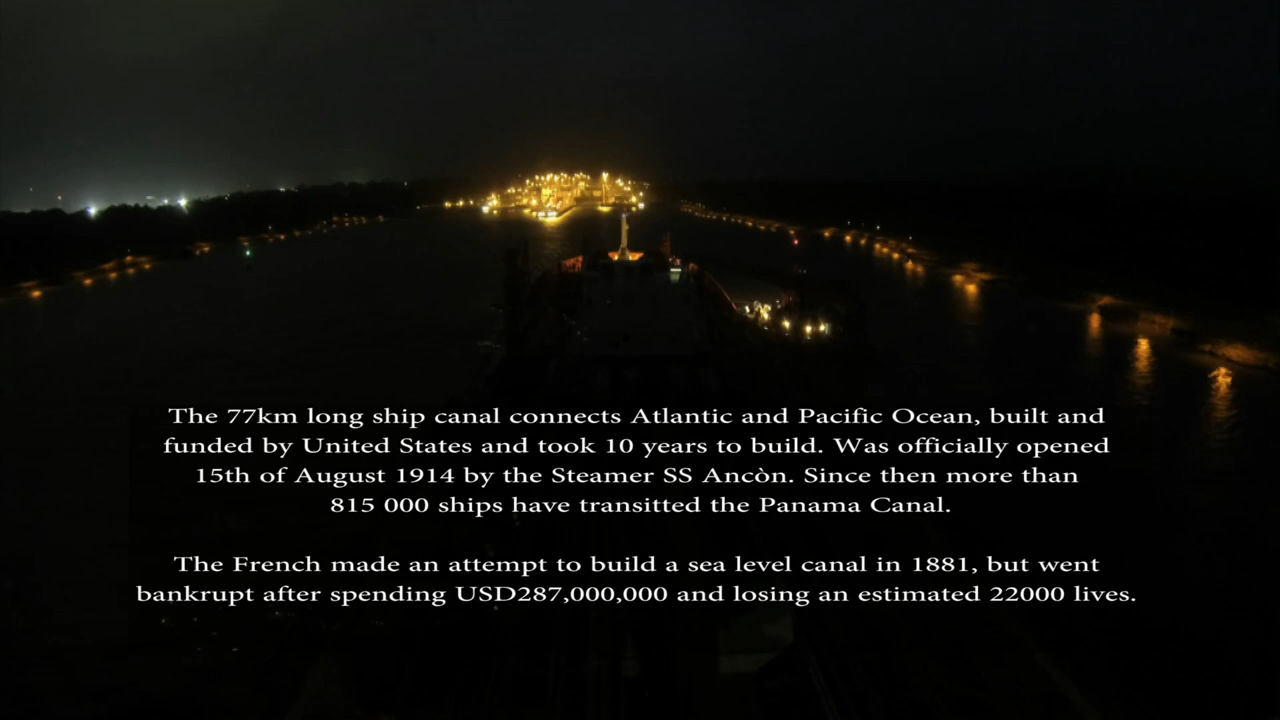 The 77km long ship canal connects Atlantic and Pacific Ocean, built and
funded by United States and took 10 years to build. Was officially opened
15th of August 1914 by the Steamer SS Ancòn. Since then more than
815 000 ships have transitted the Panama Canal.
The French made an attempt to build a sea level canal in 1881, but went
bankrupt after spending USD287,000,000 and losing an estimated 22000 lives.